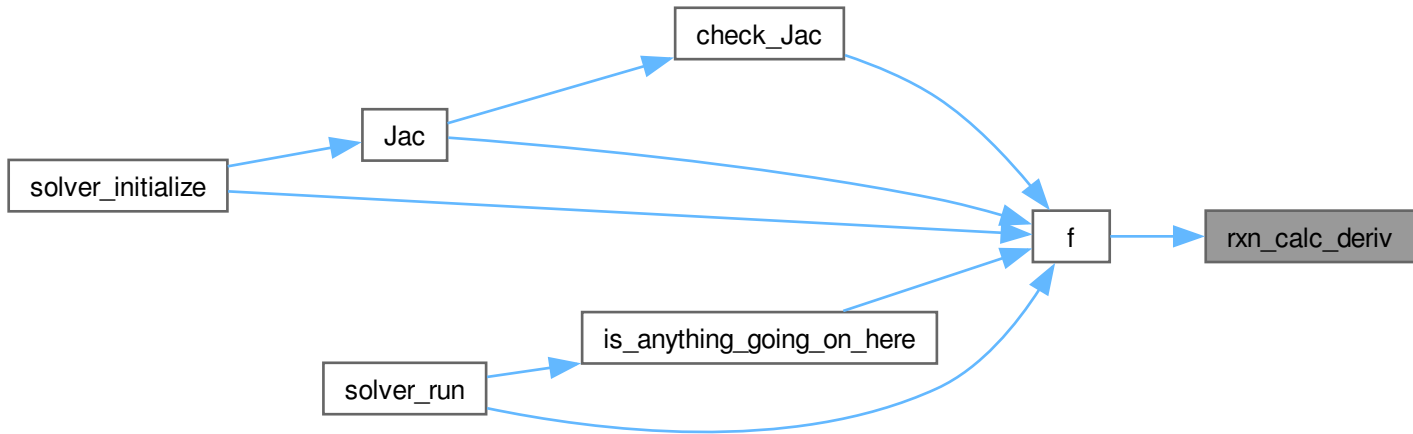 check_Jac
Jac
solver_initialize
f
rxn_calc_deriv
is_anything_going_on_here
solver_run